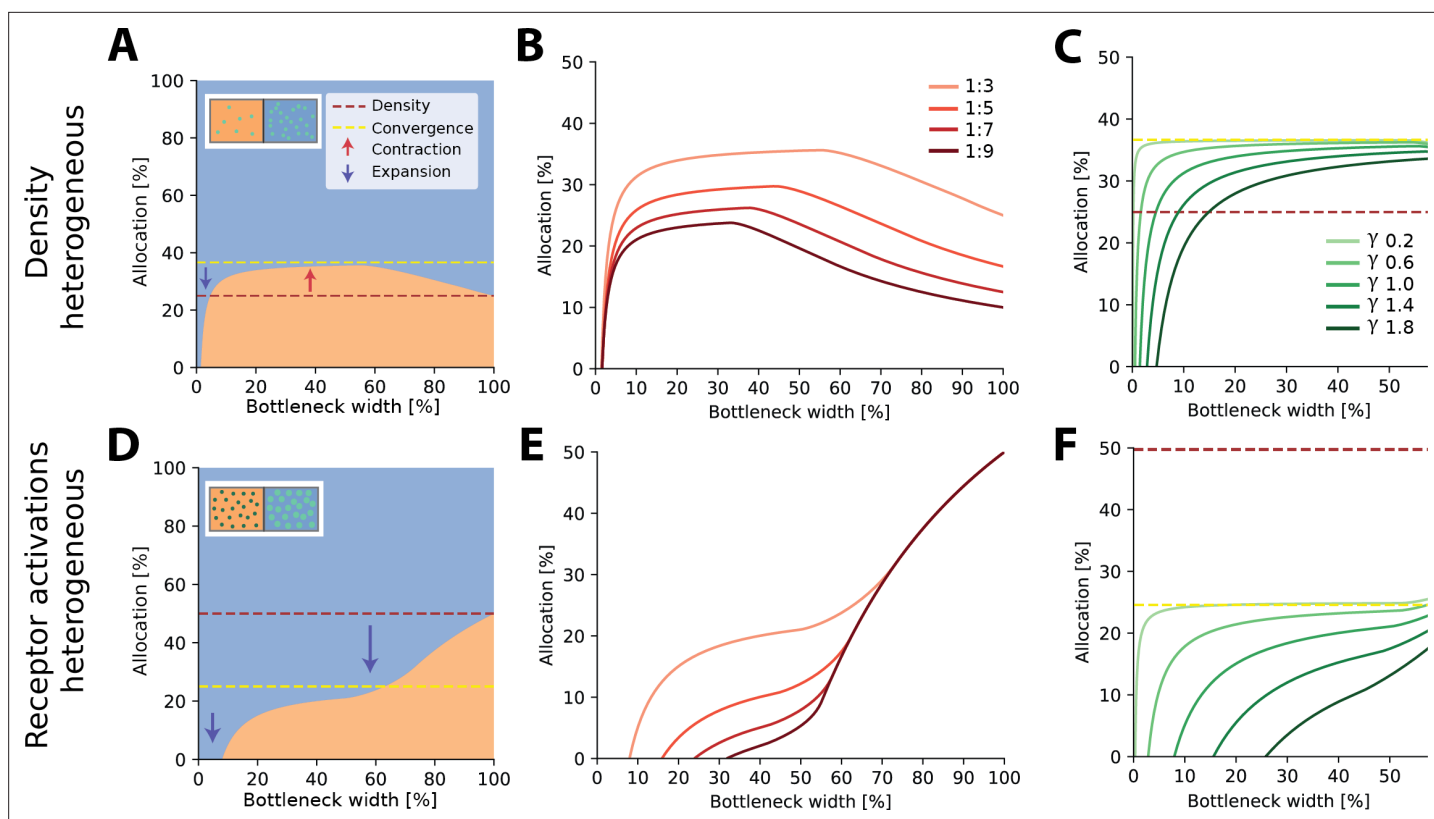 Density
heterogeneous
A
Allocation [%]
100
80
60
40
20
0
Density
Convergence
Contraction
Expansion
0 20 40 60 80 100
Bottleneck width [%]
B
Allocation [%]
50
40
30
20
10
0
1:3
1:5
1:7
1:9
0 10 20 30 40 50 60 70 80 90 100
Bottleneck width [%]
C
Allocation [%]
50
40
30
20
10
0
γ 0.2
γ 0.6
γ 1.0
γ 1.4
γ 1.8
0 10 20 30 40 50
Bottleneck width [%]
Receptor activations
heterogeneous
D
Allocation [%]
100
80
60
40
20
0
0 20 40 60 80 100
Bottleneck width [%]
E
Allocation [%]
50
40
30
20
10
0
0 10 20 30 40 50 60 70 80 90 100
Bottleneck width [%]
F
Allocation [%]
50
40
30
20
10
0
0 10 20 30 40 50
Bottleneck width [%]